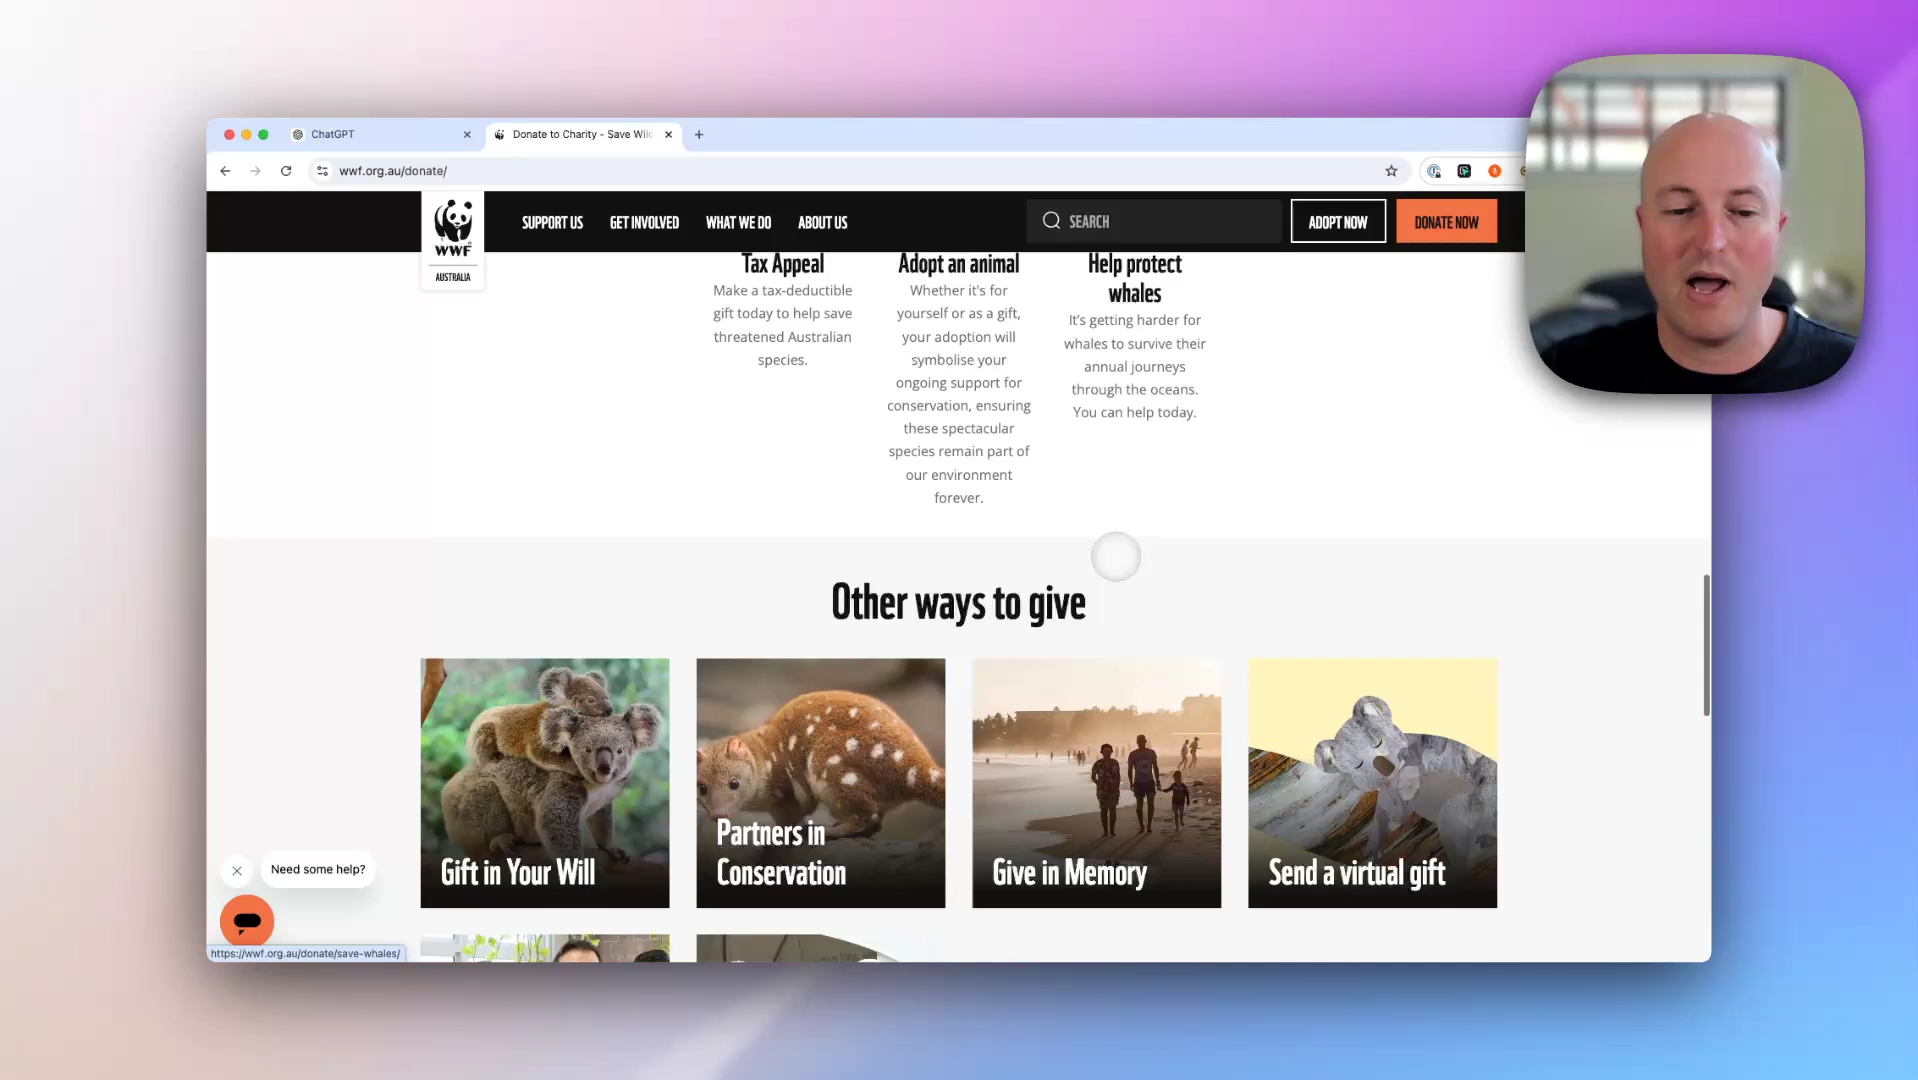 ChatGPT
Donate to Charity - Save Wil
wwf.org.au/donate/
WWF
AUSTRALIA
SUPPORT US
GET INVOLVED
WHAT WE DO
ABOUT US
SEARCH
ADOPT NOW
DONATE NOW
Tax Appeal
Make a tax-deductible
gift today to help save
threatened Australian
species.
Adopt an animal
Whether it's for
yourself or as a gift,
your adoption will
symbolise your
ongoing support for
conservation, ensuring
these spectacular
species remain part of
our environment
forever.
Help protect
whales
It's getting harder for
whales to survive their
annual journeys
through the oceans.
You can help today.
Other ways to give
Gift in Your Will
Partners in
Conservation
Give in Memory
Send a virtual gift
Need some help?
https://wwf.org.au/donate/save-whales/